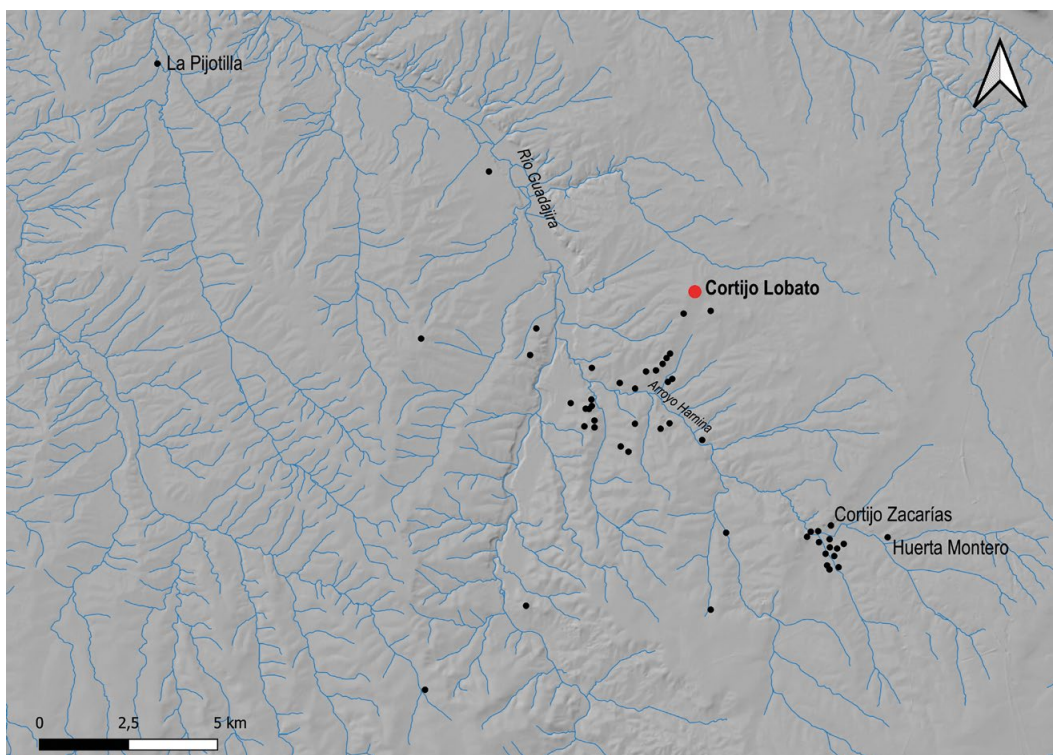 La Pijotilla
Río Guadajira
Cortijo Lobato
Arroyo Harnina
Cortijo Zacarías
Huerta Montero
0 2,5 5 km